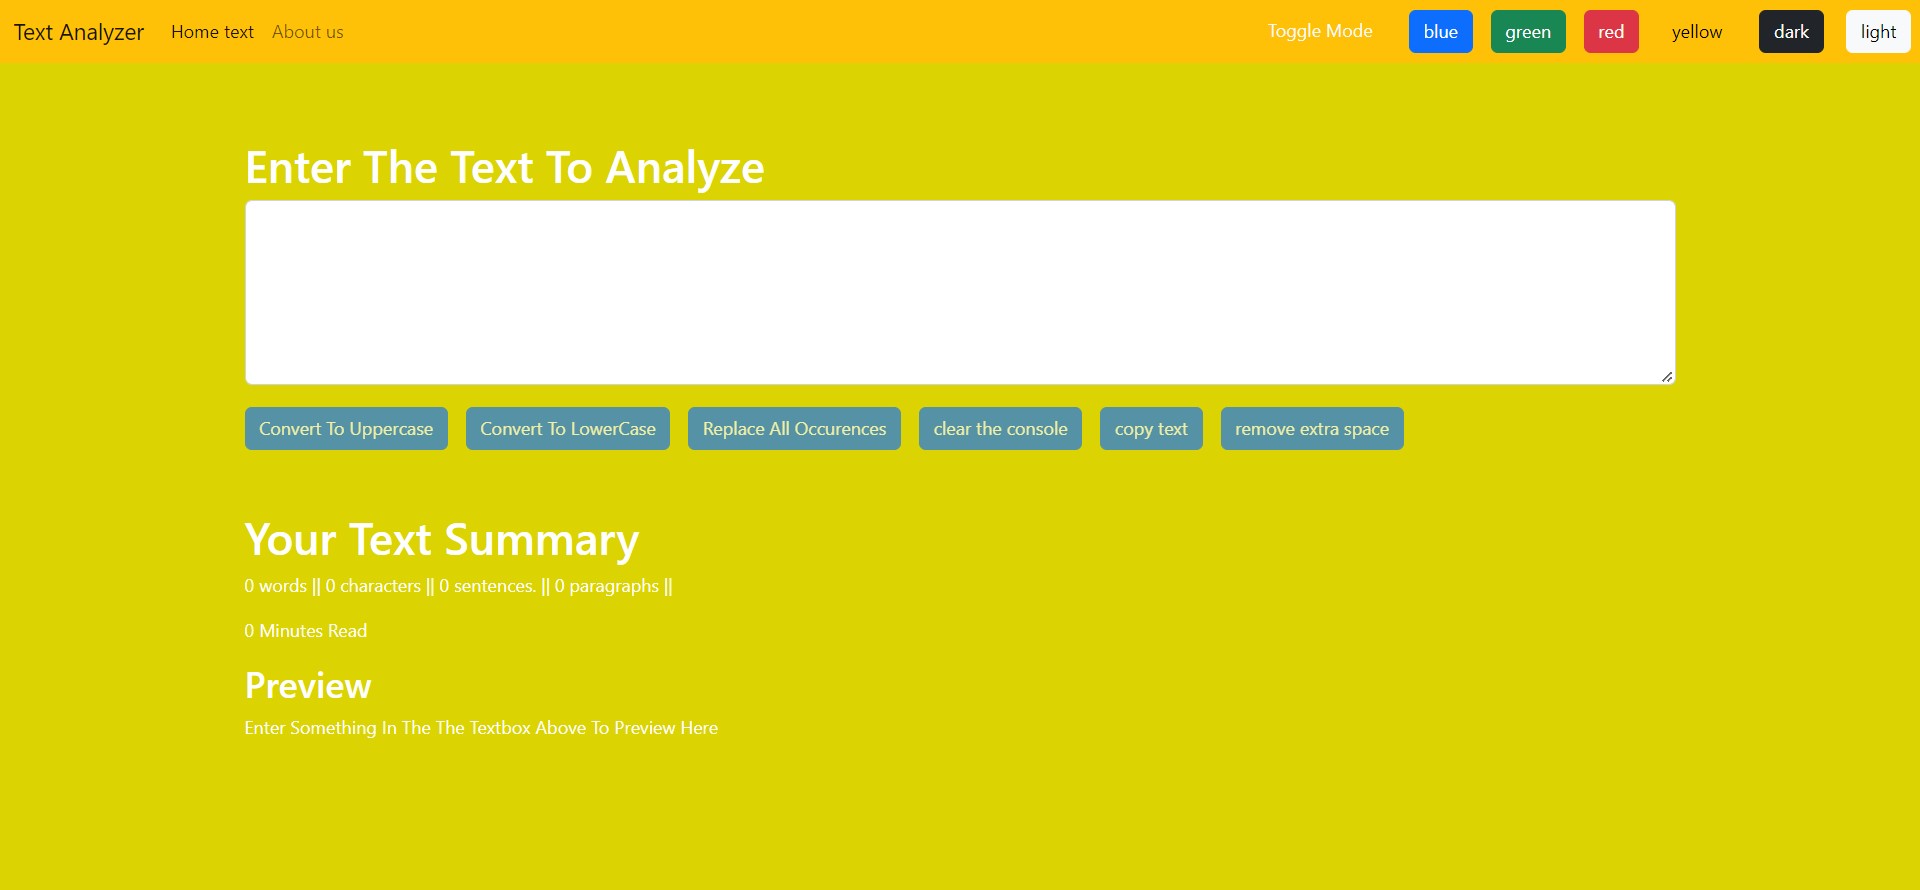 Text Analyzer Home text About us Toggle Mode blue green red yellow dark light
Enter The Text To Analyze
Convert To Uppercase Convert To LowerCase Replace All Occurences clear the console copy text remove extra space
Your Text Summary
0 words || 0 characters || 0 sentences. || 0 paragraphs ||
0 Minutes Read
Preview
Enter Something In The The Textbox Above To Preview Here